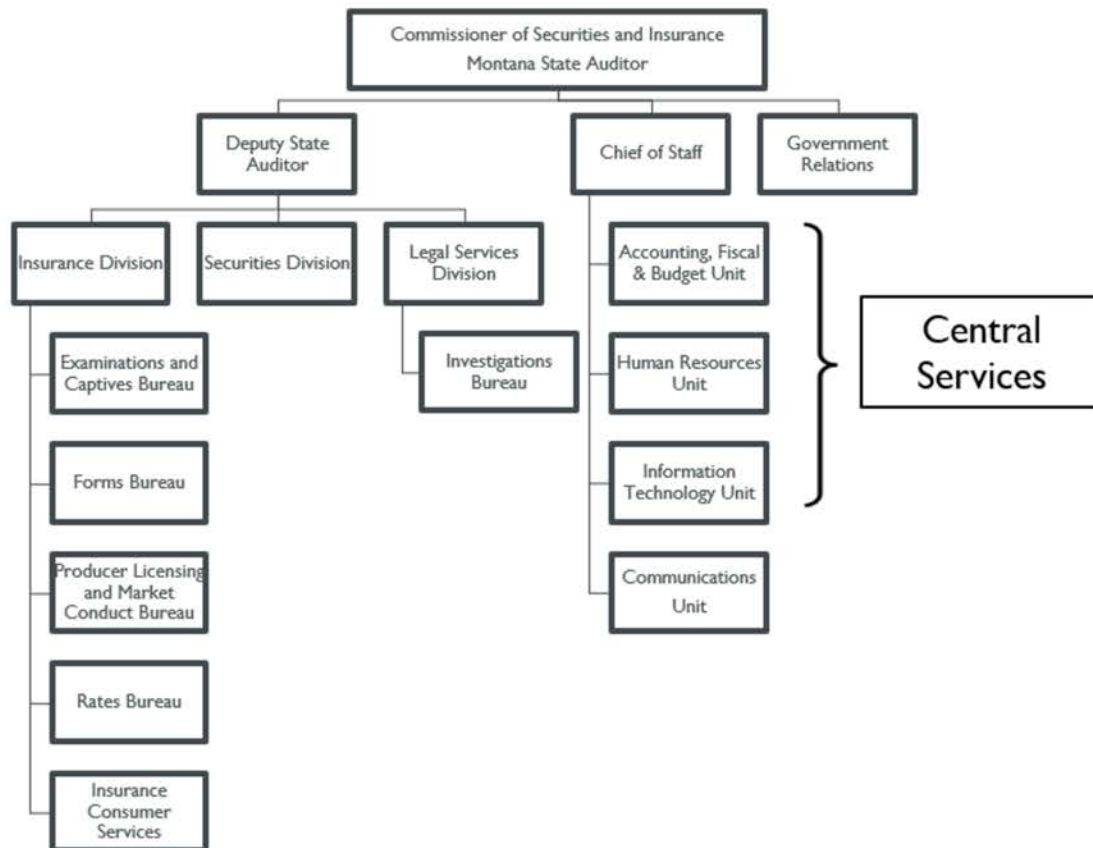 Commissioner of Securities and Insurance
Montana State Auditor
Deputy State
Auditor
Chief of Staff
Government
Relations
Insurance Division
Securities Division
Legal Services
Division
Accounting, Fiscal
& Budget Unit
Central
Services
Examinations and
Captives Bureau
Investigations
Bureau
Human Resources
Unit
Forms Bureau
Information
Technology Unit
Producer Licensing
and Market
Conduct Bureau
Communications
Unit
Rates Bureau
Insurance
Consumer
Services